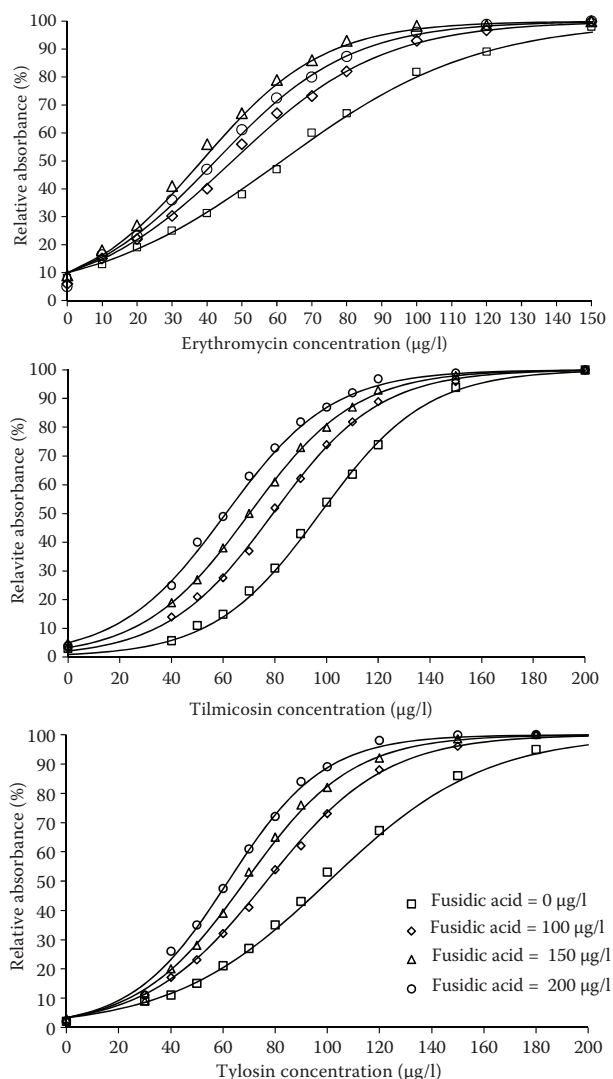 Relative absorbance (%)
100
90
80
70
60
50
40
30
20
10
0
0 10 20 30 40 50 60 70 80 90 100 110 120 130 140 150
Erythromycin concentration (µg/l)
Relavite absorbance (%)
100
90
80
70
60
50
40
30
20
10
0
0 20 40 60 80 100 120 140 160 180 200
Tilmicosin concentration (µg/l)
Relative absorbance (%)
100
90
80
70
60
50
40
30
20
10
0
Fusidic acid = 0 µg/l
Fusidic acid = 100 µg/l
Fusidic acid = 150 µg/l
Fusidic acid = 200 µg/l
0 20 40 60 80 100 120 140 160 180 200
Tylosin concentration (µg/l)